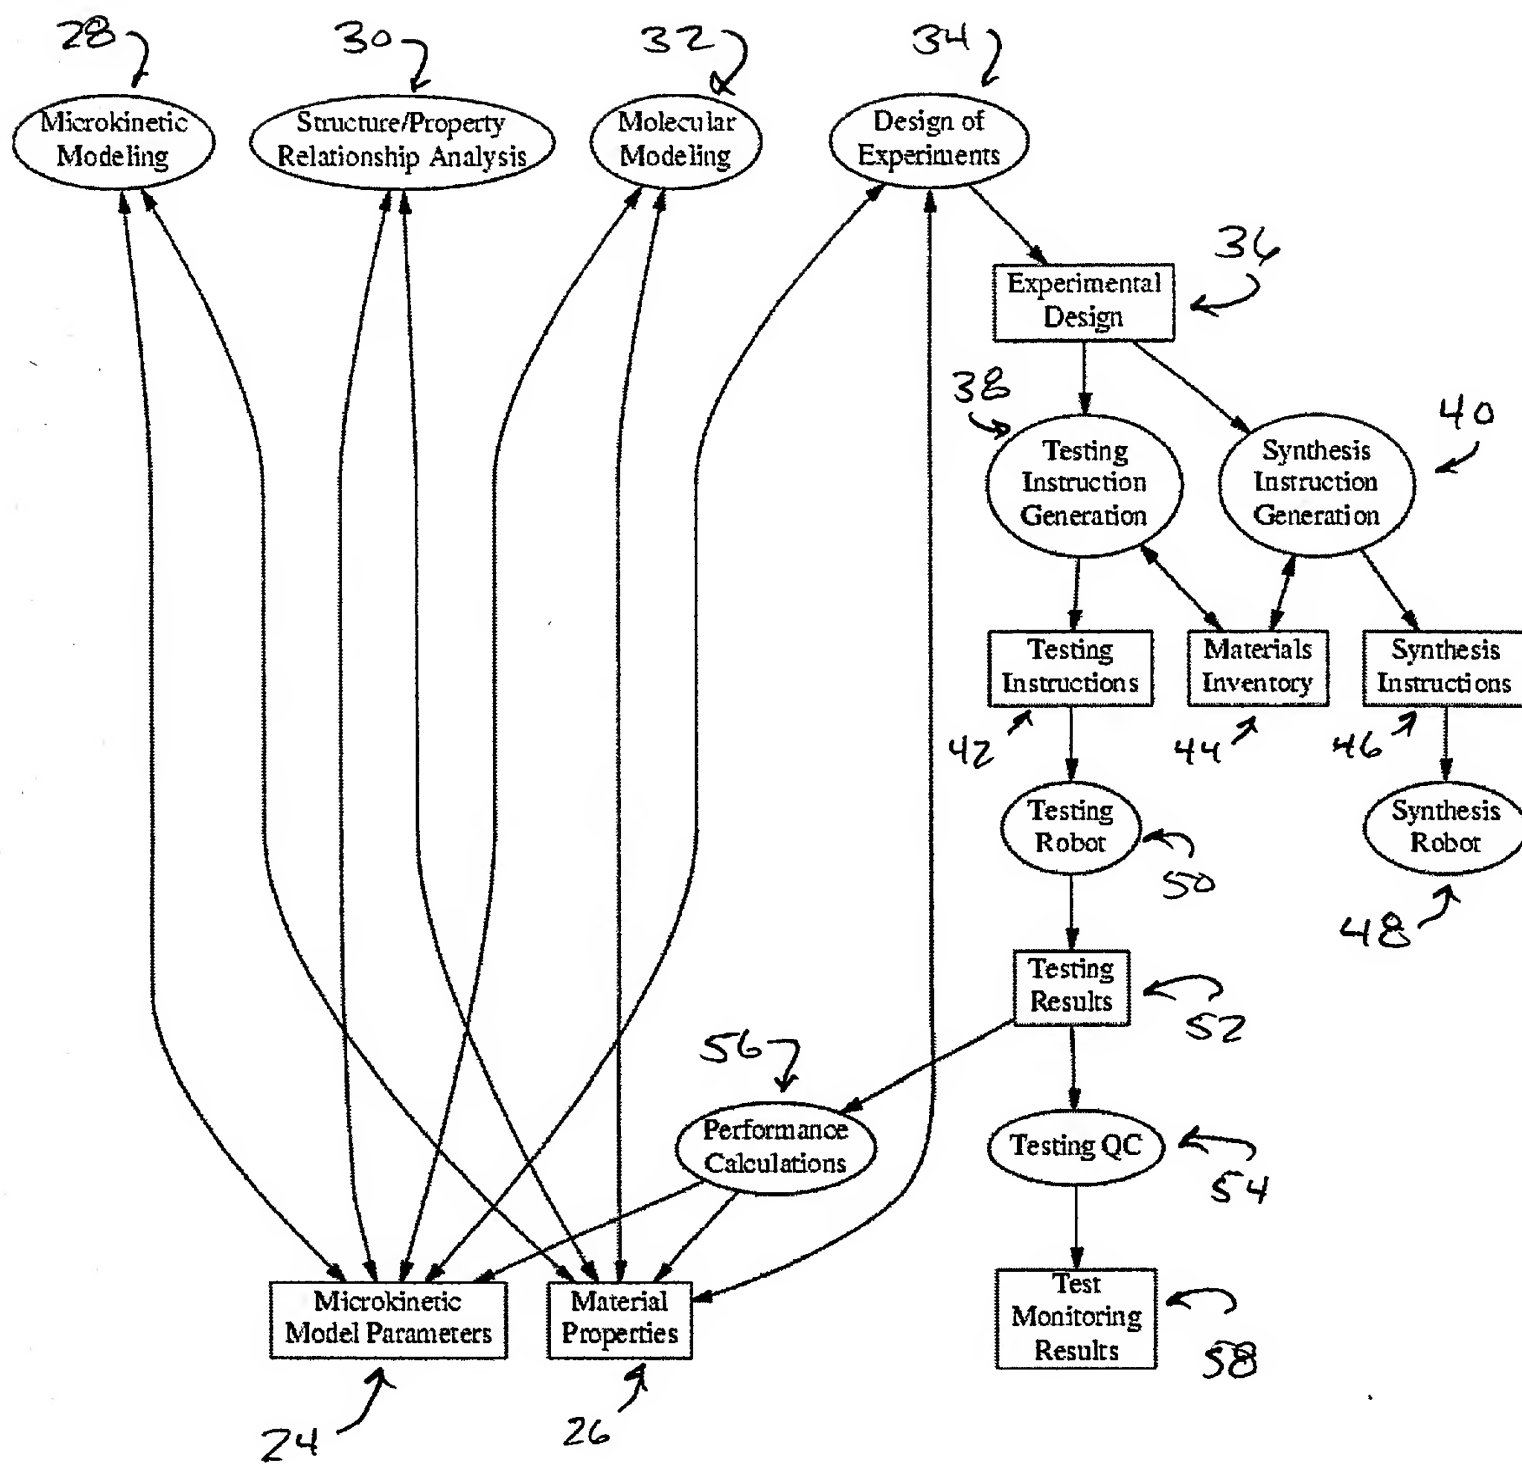 28
30
32
34
Microkinetic
Modeling
Structure/Property
Relationship Analysis
Molecular
Modeling
Design of
Experiments
36
Experimental
Design
38
40
Testing
Instruction
Generation
Synthesis
Instruction
Generation
Testing
Instructions
Materials
Inventory
Synthesis
Instructions
42
44
46
Testing
Robot
Synthesis
Robot
50
48
Testing
Results
52
56
Performance
Calculations
Testing QC
54
Microkinetic
Model Parameters
Material
Properties
Test
Monitoring
Results
58
24
26